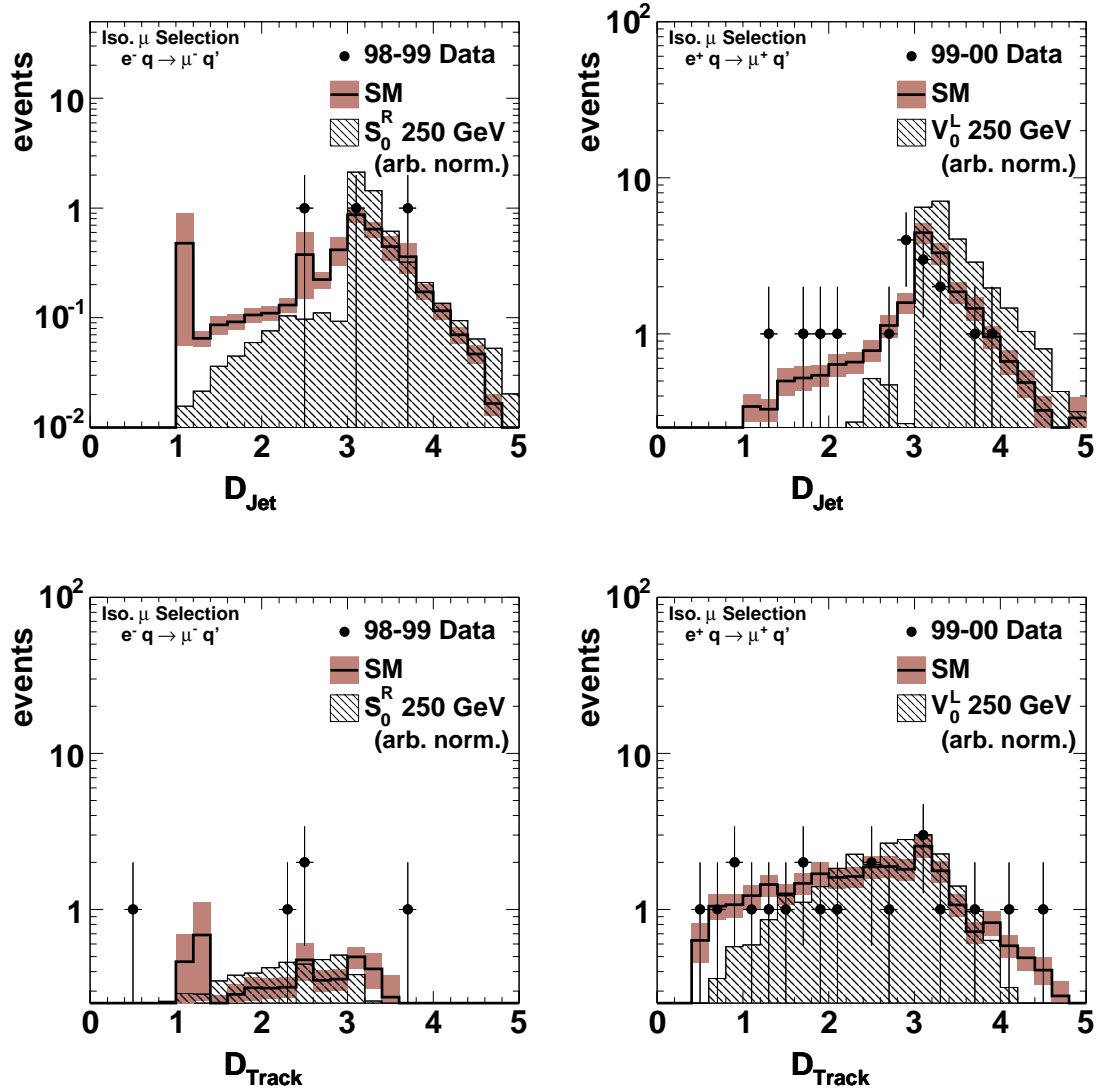 Iso. μ Selection
e⁻ q → μ⁻ q’
98-99 Data
SM
S₀ᴿ 250 GeV
(arb. norm.)
events
10
1
10⁻¹
10⁻²
0 1 2 3 4 5
D_Jet
Iso. μ Selection
e⁺ q → μ⁺ q’
99-00 Data
SM
V₀ᴸ 250 GeV
(arb. norm.)
events
10²
10
1
0 1 2 3 4 5
D_Jet
Iso. μ Selection
e⁻ q → μ⁻ q’
98-99 Data
SM
S₀ᴿ 250 GeV
(arb. norm.)
events
10²
10
1
0 1 2 3 4 5
D_Track
Iso. μ Selection
e⁺ q → μ⁺ q’
99-00 Data
SM
V₀ᴸ 250 GeV
(arb. norm.)
events
10²
10
1
0 1 2 3 4 5
D_Track